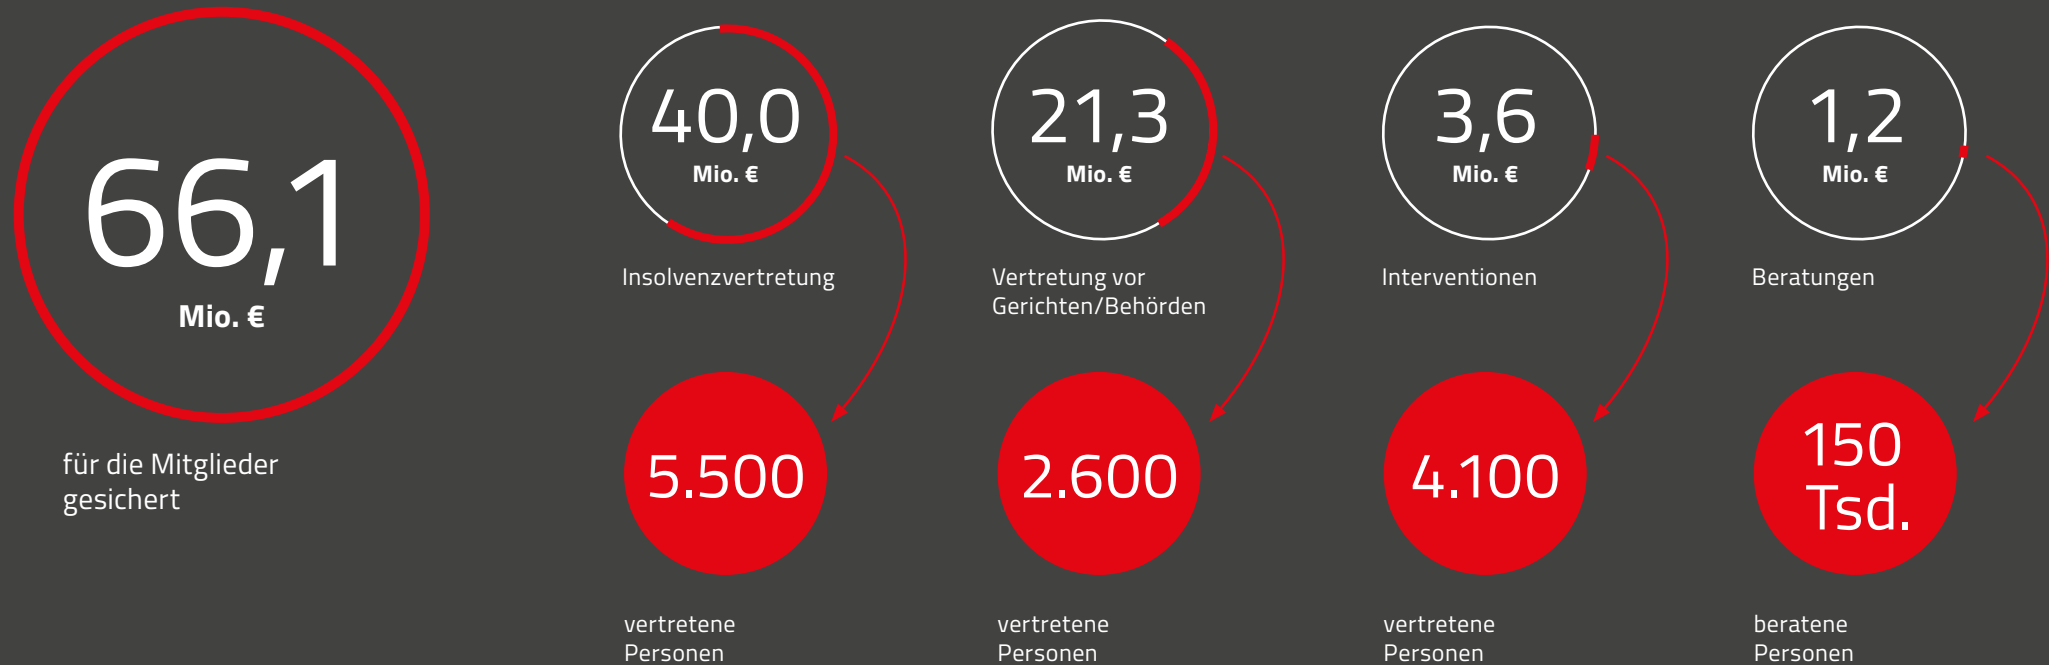 66,1
Mio. €
für die Mitglieder
gesichert
40,0
Mio. €
Insolvenzvertretung
5.500
vertretene
Personen
21,3
Mio. €
Vertretung vor
Gerichten/Behörden
2.600
vertretene
Personen
3,6
Mio. €
Interventionen
4.100
vertretene
Personen
1,2
Mio. €
Beratungen
150
Tsd.
beratene
Personen